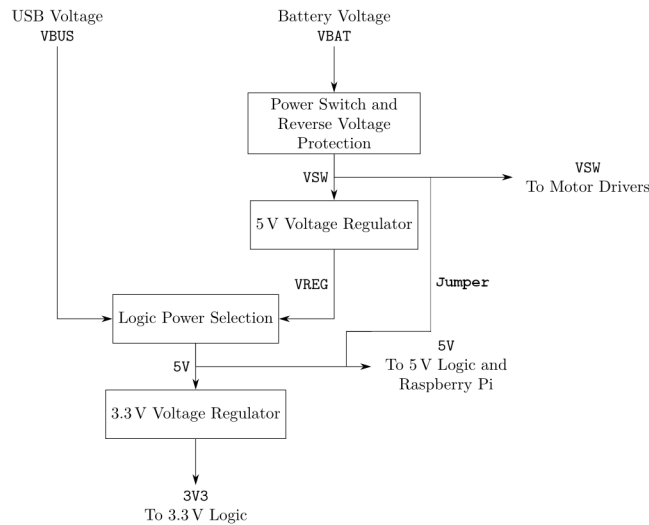 USB Voltage
VBUS
Battery Voltage
VBAT
Power Switch and
Reverse Voltage
Protection
VSW
VSW
To Motor Drivers
5 V Voltage Regulator
VREG
Jumper
Logic Power Selection
5V
5V
To 5 V Logic and
Raspberry Pi
3.3 V Voltage Regulator
3V3
To 3.3 V Logic